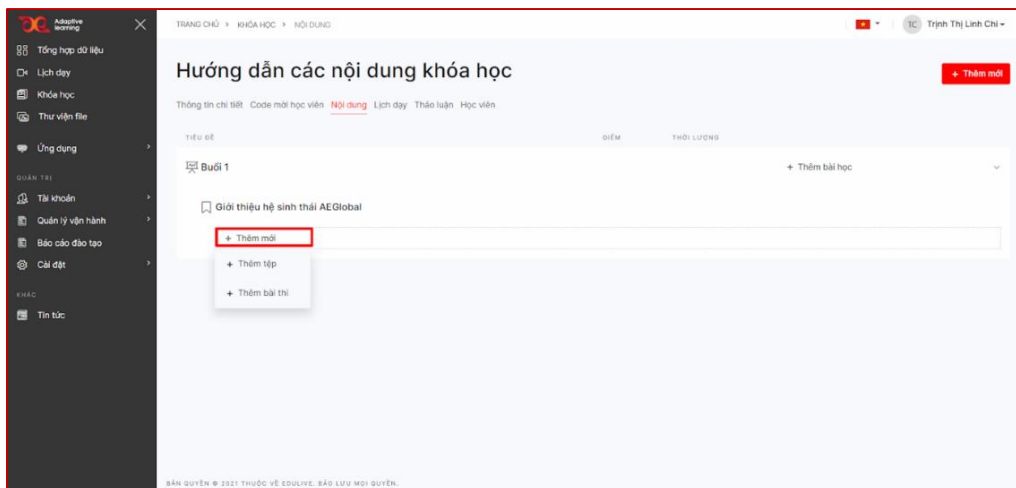 Adaptive
learning
Tổng hợp dữ liệu
Lịch dạy
Khóa học
Thư viện file
Ứng dụng
QUẢN TRỊ
Tài khoản
Quản lý vận hành
Báo cáo đào tạo
Cài đặt
KHÁC
Tin tức
TRANG CHỦ > KHÓA HỌC > NỘI DUNG
TC Trịnh Thị Linh Chi
Hướng dẫn các nội dung khóa học
+ Thêm mới
Thông tin chi tiết Code mời học viên Nội dung Lịch dạy Thảo luận Học viên
TIÊU ĐỀ ĐIỂM THỜI LƯỢNG
Buổi 1 + Thêm bài học
Giới thiệu hệ sinh thái AEGlobal
+ Thêm mới
+ Thêm tệp
+ Thêm bài thi
BẢN QUYỀN © 2021 THUỘC VỀ EDULIVE. BẢO LƯU MỌI QUYỀN.